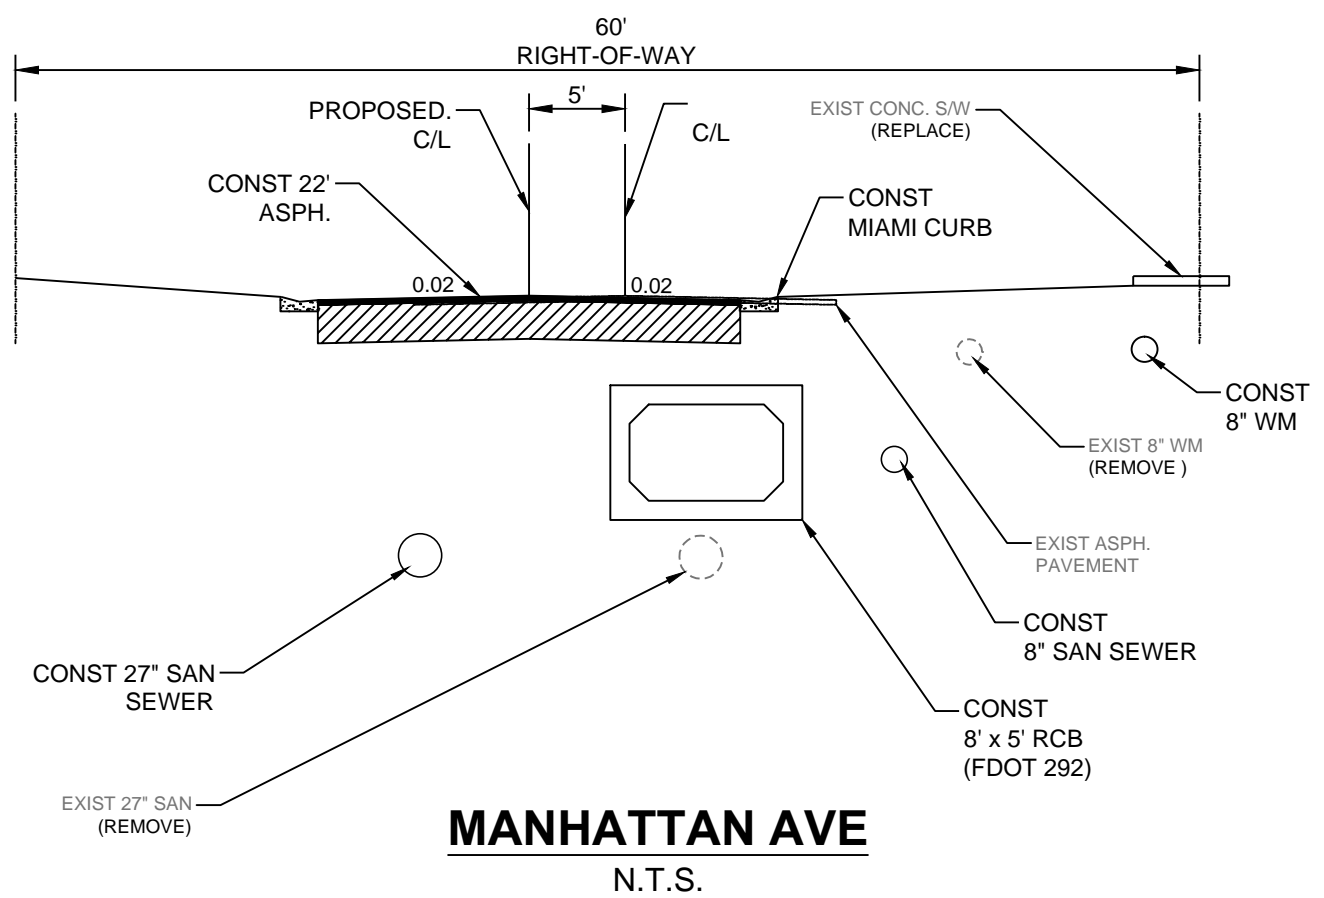 60'
RIGHT-OF-WAY
5'
PROPOSED.
C/L
C/L
EXIST CONC. S/W
(REPLACE)
CONST 22'
ASPH.
CONST
MIAMI CURB
0.02
0.02
CONST
8" WM
EXIST 8" WM
(REMOVE )
EXIST ASPH.
PAVEMENT
CONST
8" SAN SEWER
CONST 27" SAN
SEWER
CONST
8' x 5' RCB
(FDOT 292)
EXIST 27" SAN
(REMOVE)
MANHATTAN AVE
N.T.S.